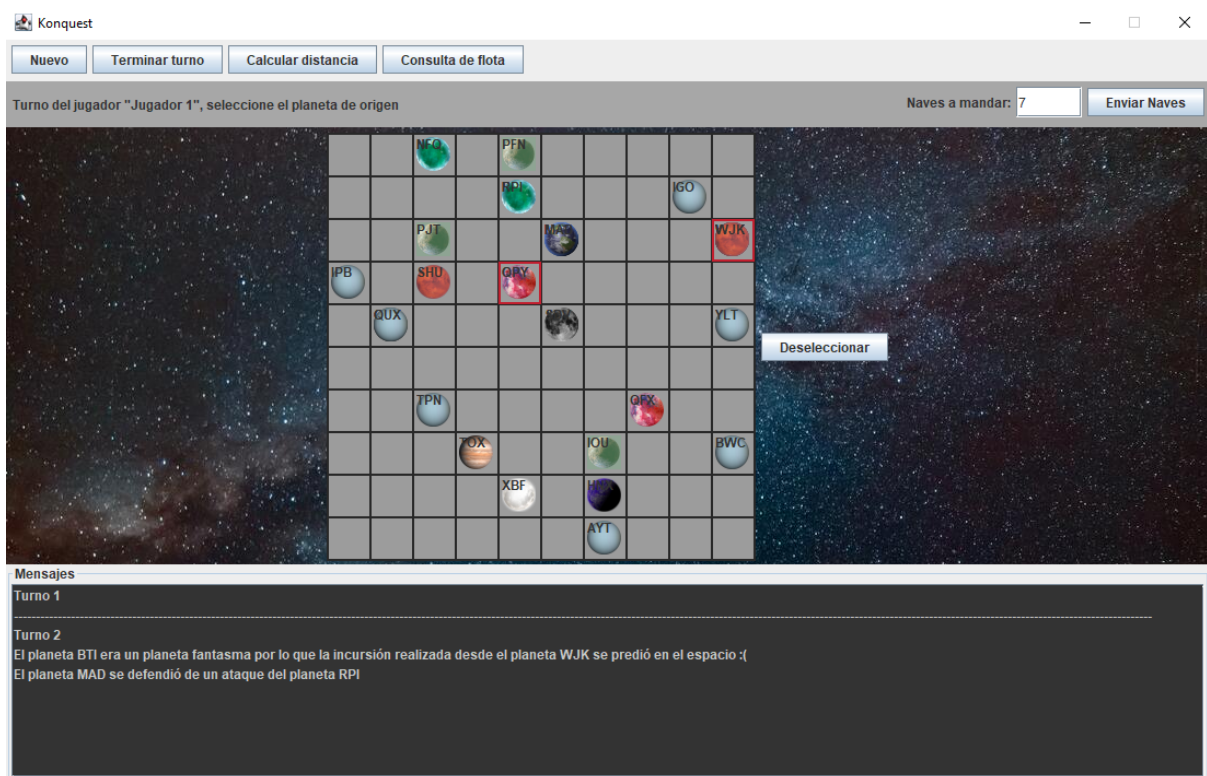 Konquest
Nuevo Terminar turno Calcular distancia Consulta de flota
Turno del jugador "Jugador 1", seleccione el planeta de origen Naves a mandar: 7 Enviar Naves
NFQ PFN
RPI IGO
PJT MAD WJK
IPB SHU
QUX YLT
Deseleccionar
TPN
TOX IOU BWC
XBF
AYT
Mensajes
Turno 1
Turno 2
El planeta BTI era un planeta fantasma por lo que la incursión realizada desde el planeta WJK se predió en el espacio :(
El planeta MAD se defendió de un ataque del planeta RPI